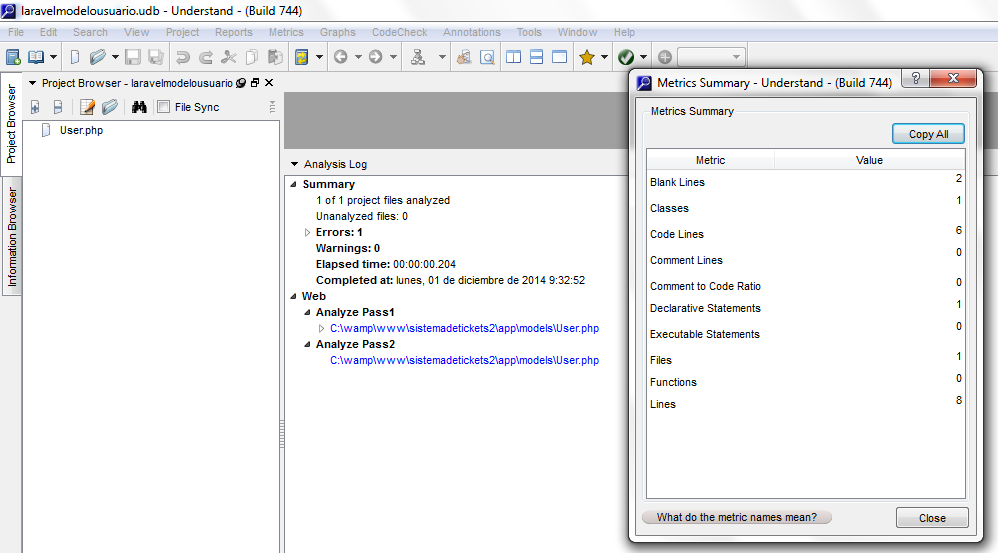 laravelmodelousuario.udb - Understand - (Build 744)
File Edit Search View Project Reports Metrics Graphs CodeCheck Annotations Tools Window Help
Project Browser
Information Browser
Project Browser - laravelmodelousuario
File Sync
User.php
Analysis Log
Summary
1 of 1 project files analyzed
Unanalyzed files: 0
Errors: 1
Warnings: 0
Elapsed time: 00:00:00.204
Completed at: lunes, 01 de diciembre de 2014 9:32:52
Web
Analyze Pass1
C:\wamp\www\sistemadetickets2\app\models\User.php
Analyze Pass2
C:\wamp\www\sistemadetickets2\app\models\User.php
Metrics Summary - Understand - (Build 744)
Metrics Summary
Copy All
Metric Value
Blank Lines 2
Classes 1
Code Lines 6
Comment Lines 0
Comment to Code Ratio 0
Declarative Statements 1
Executable Statements 0
Files 1
Functions 0
Lines 8
What do the metric names mean?
Close